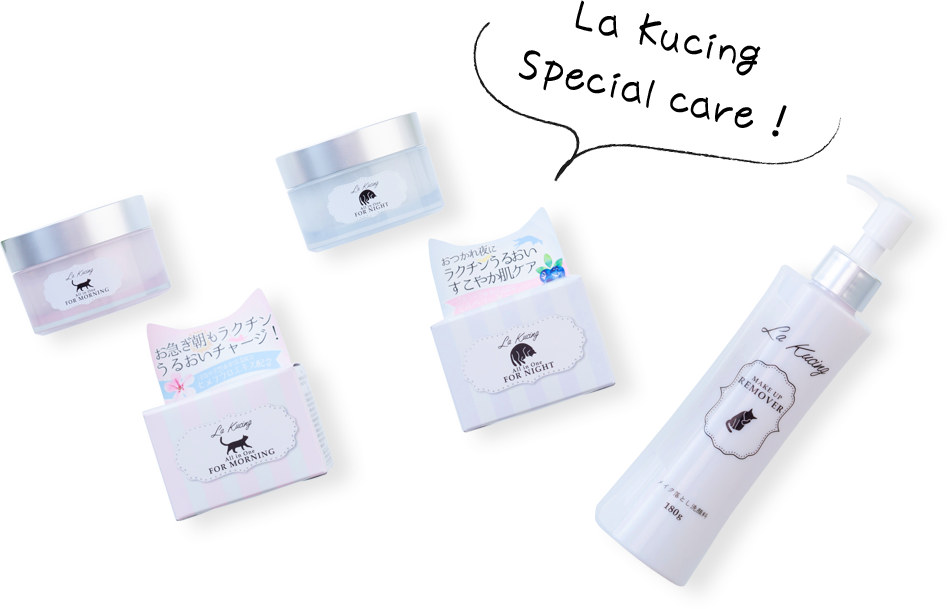 La Kucing
Special care !
La Kucing
All in One
FOR NIGHT
La Kucing
All in One
FOR MORNING
おつかれ夜に
ラクチンうるおい
すこやか肌ケア
La Kucing
All in One
FOR NIGHT
お急ぎ朝もラクチン
うるおいチャージ!
La Kucing
All in One
FOR MORNING
La Kucing
MAKE UP
REMOVER
メイク落とし洗顔料
180g